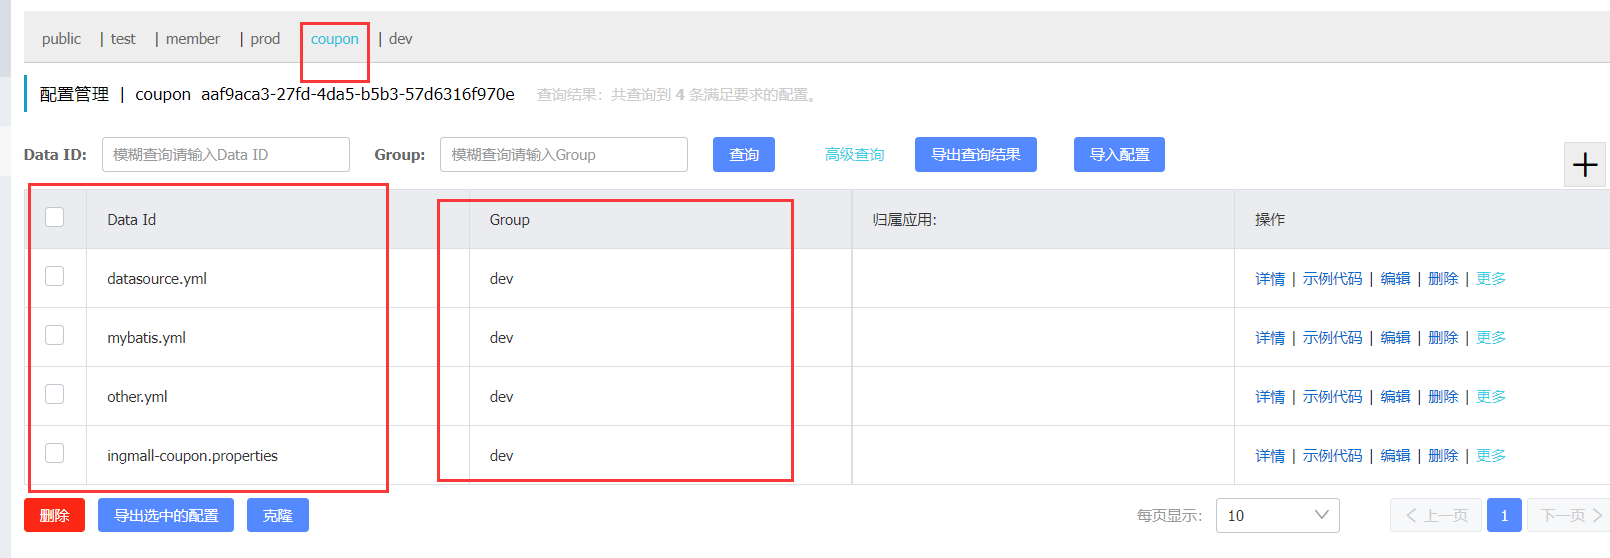 public | test | member | prod coupon | dev
配置管理 | coupon aaf9aca3-27fd-4da5-b5b3-57d6316f970e 查询结果：共查询到 4 条满足要求的配置。
Data ID: 模糊查询请输入Data ID Group: 模糊查询请输入Group 查询 高级查询 导出查询结果 导入配置 +
Data Id Group 归属应用: 操作
datasource.yml dev 详情 | 示例代码 | 编辑 | 删除 | 更多
mybatis.yml dev 详情 | 示例代码 | 编辑 | 删除 | 更多
other.yml dev 详情 | 示例代码 | 编辑 | 删除 | 更多
ingmall-coupon.properties dev 详情 | 示例代码 | 编辑 | 删除 | 更多
删除 导出选中的配置 克隆 每页显示: 10 上一页 1 下一页